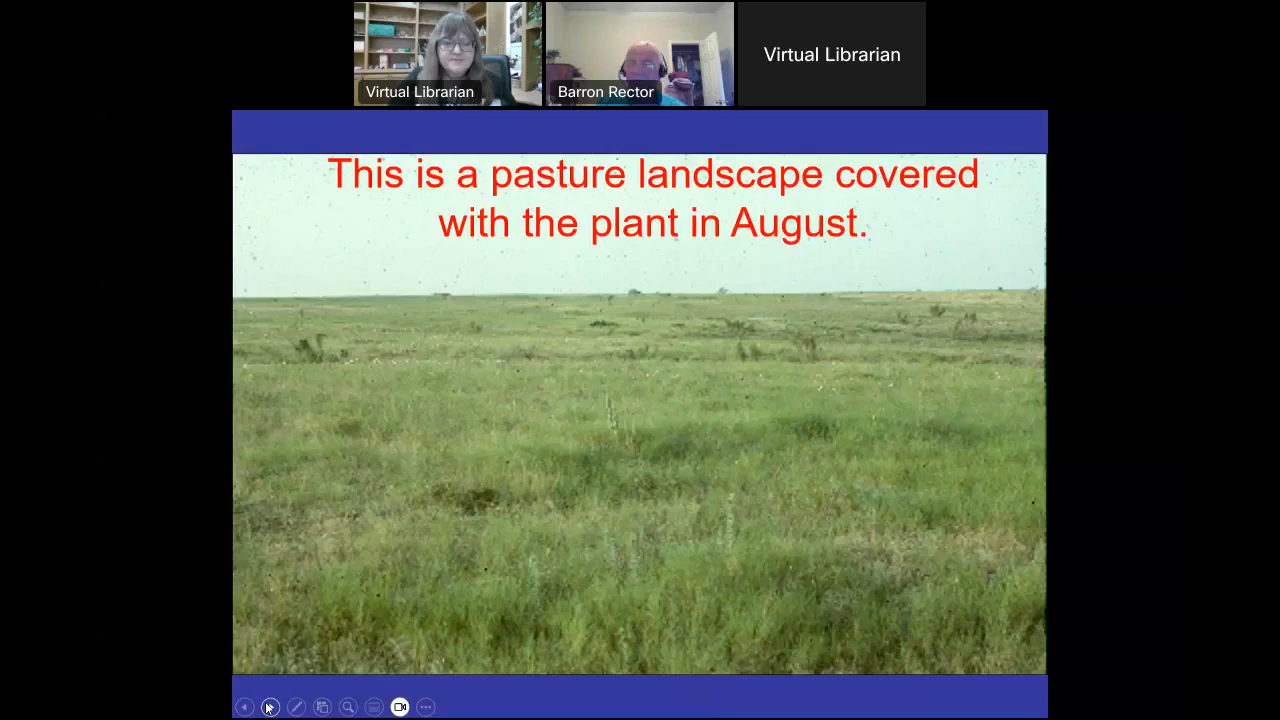 Virtual Librarian
Barron Rector
Virtual Librarian
This is a pasture landscape covered
with the plant in August.